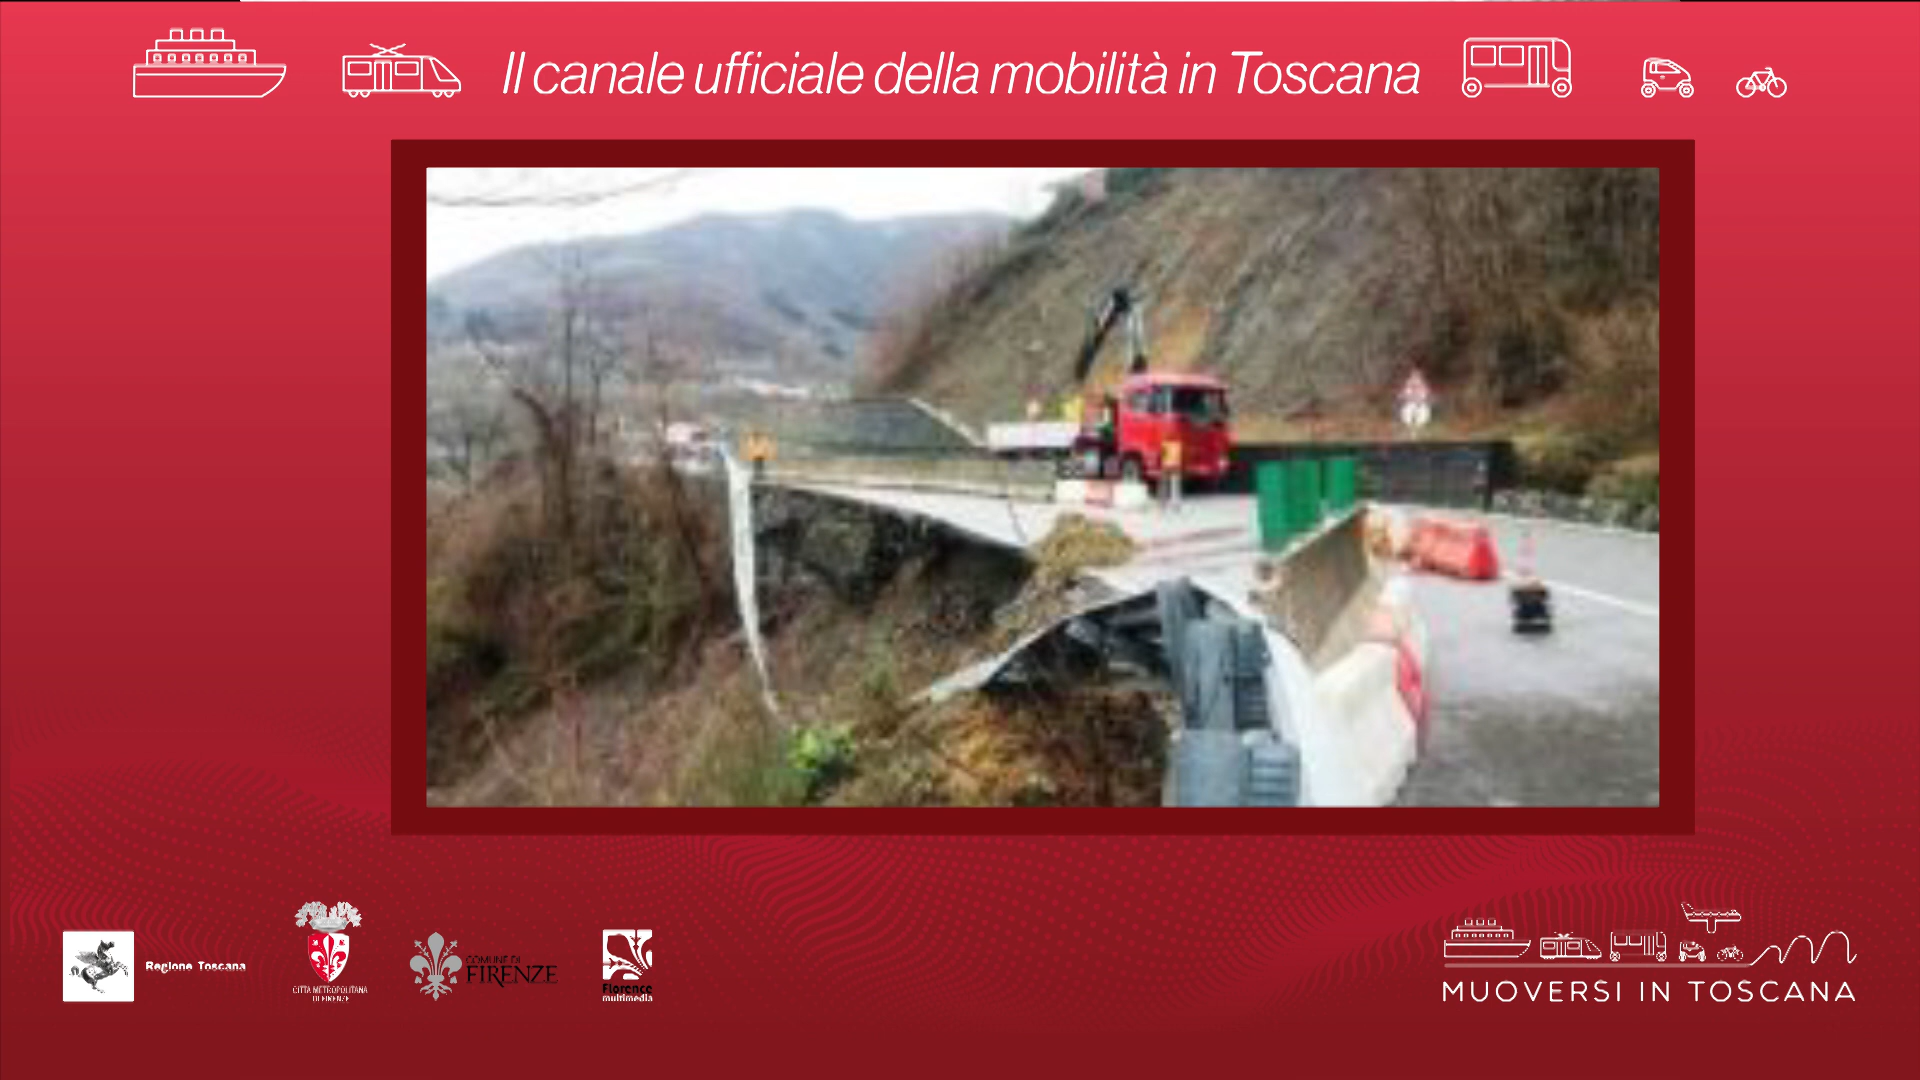 Il canale ufficiale della mobilità in Toscana
Regione Toscana
CITTÀ METROPOLITANA
DI FIRENZE
COMUNE DI
FIRENZE
Florence
multimedia
MUOVERSI IN TOSCANA